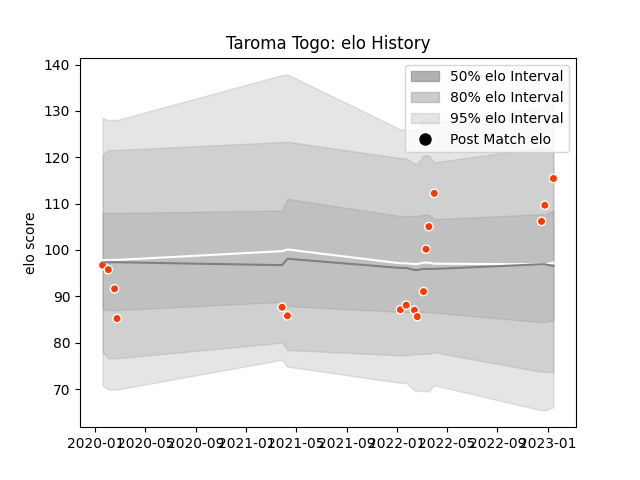 Taroma Togo: elo History
140
130
120
110
100
90
80
70
elo score
50% elo Interval
80% elo Interval
95% elo Interval
Post Match elo
2020-01 2020-05 2020-09 2021-01 2021-05 2021-09 2022-01 2022-05 2022-09 2023-01